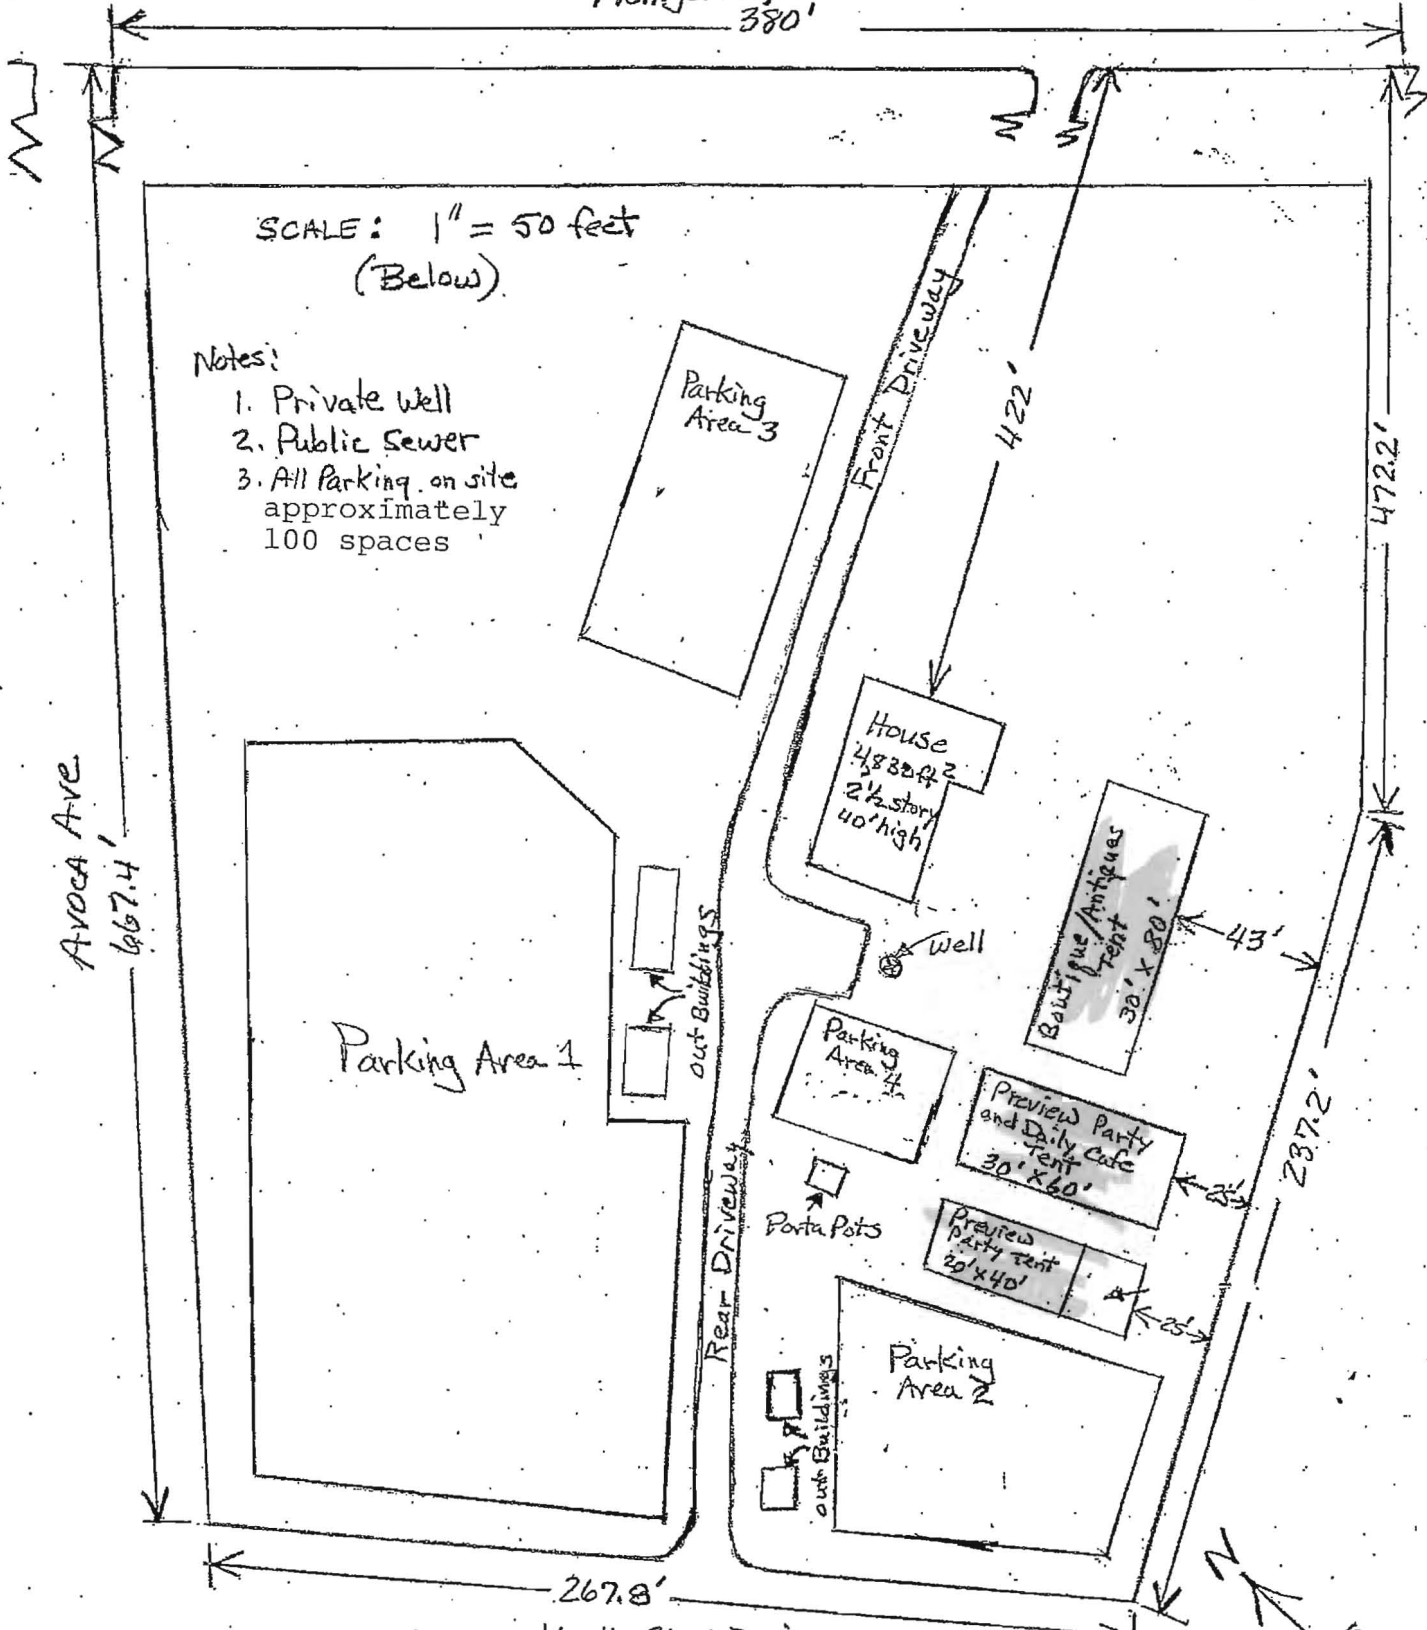 380'
SCALE: 1" = 50 feet
(Below)
Notes:
1. Private Well
2. Public Sewer
3. All Parking on site
approximately
100 spaces
Parking
Area 3
Front Driveway
422'
472.2'
House
4,832 ft²
2½ story
40' high
Avoca Ave
667.4'
Boutique/Antiques
Tent
30' x 80'
43'
Well
out Buildings
Parking Area 1
Parking
Area 4
Preview Party
and Daily Cafe
Tent
30' x 60'
237.2'
Porta Pots
Rear Driveway
Preview
Party Tent
20' x 40'
25'
Parking
Area 2
out Buildings
267.8'
N